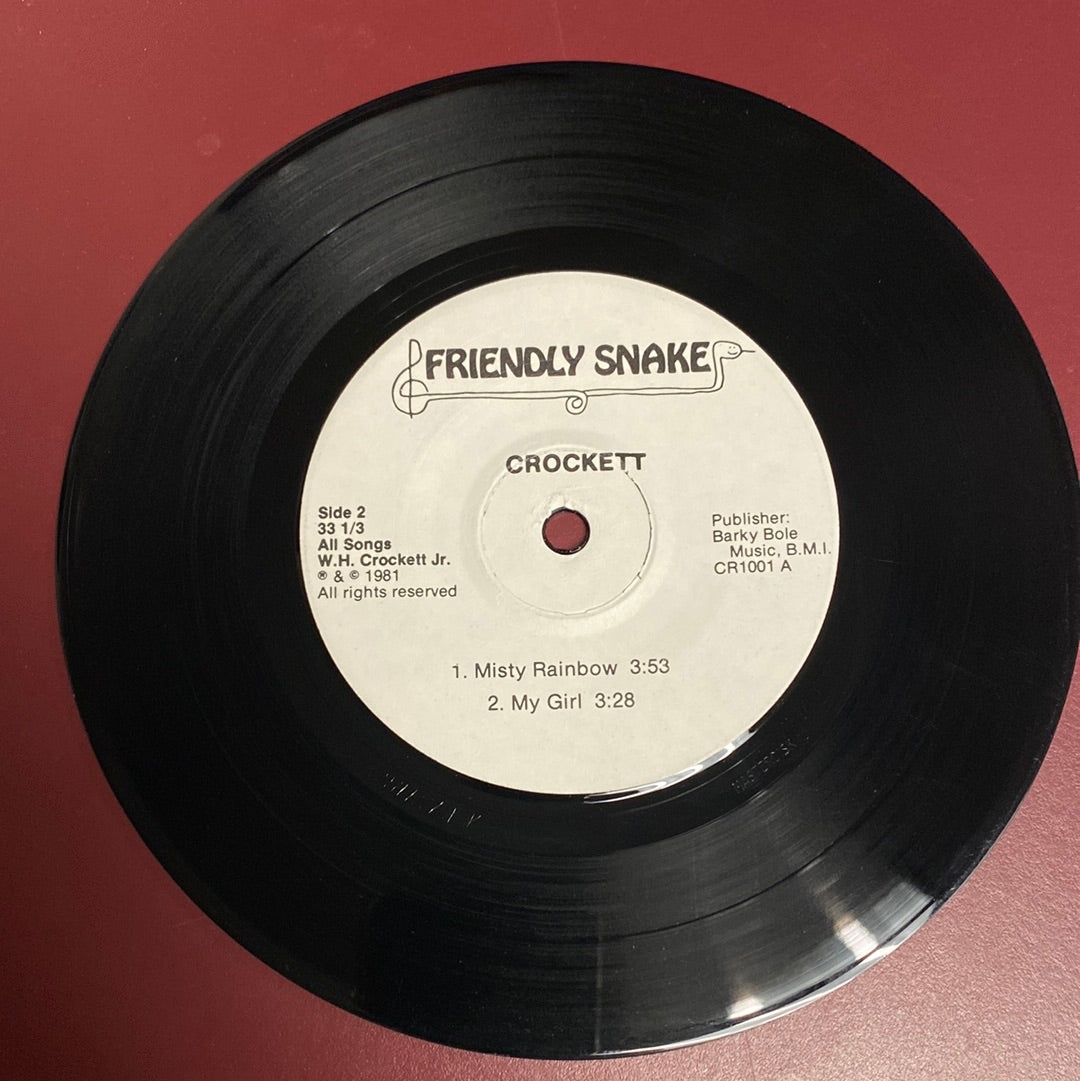 FRIENDLY SNAKE
CROCKETT
Side 2
33 1/3
All Songs
W.H. Crockett Jr.
℗ & © 1981
All rights reserved
Publisher:
Barky Bole
Music, B.M.I.
CR1001 A
1. Misty Rainbow 3:53
2. My Girl 3:28
MASTERDISK